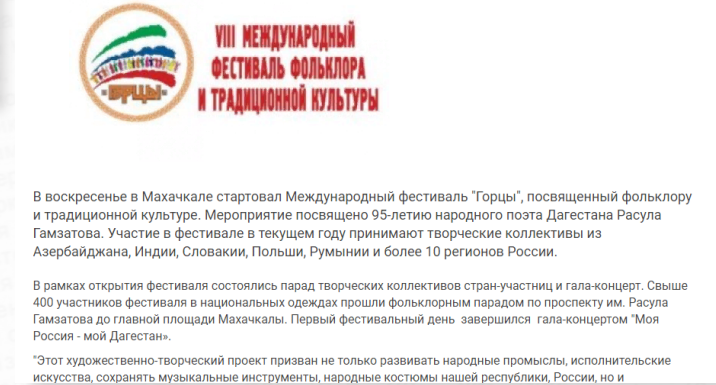 VIII МЕЖДУНАРОДНЫЙ
ФЕСТИВАЛЬ ФОЛЬКЛОРА
И ТРАДИЦИОННОЙ КУЛЬТУРЫ
ГОРЦЫ
В воскресенье в Махачкале стартовал Международный фестиваль "Горцы", посвященный фольклору
и традиционной культуре. Мероприятие посвящено 95-летию народного поэта Дагестана Расула
Гамзатова. Участие в фестивале в текущем году принимают творческие коллективы из
Азербайджана, Индии, Словакии, Польши, Румынии и более 10 регионов России.
В рамках открытия фестиваля состоялись парад творческих коллективов стран-участниц и гала-концерт. Свыше
400 участников фестиваля в национальных одеждах прошли фольклорным парадом по проспекту им. Расула
Гамзатова до главной площади Махачкалы. Первый фестивальный день завершился гала-концертом "Моя
Россия - мой Дагестан».
"Этот художественно-творческий проект призван не только развивать народные промыслы, исполнительские
искусства, сохранять музыкальные инструменты, народные костюмы нашей республики, России, но и